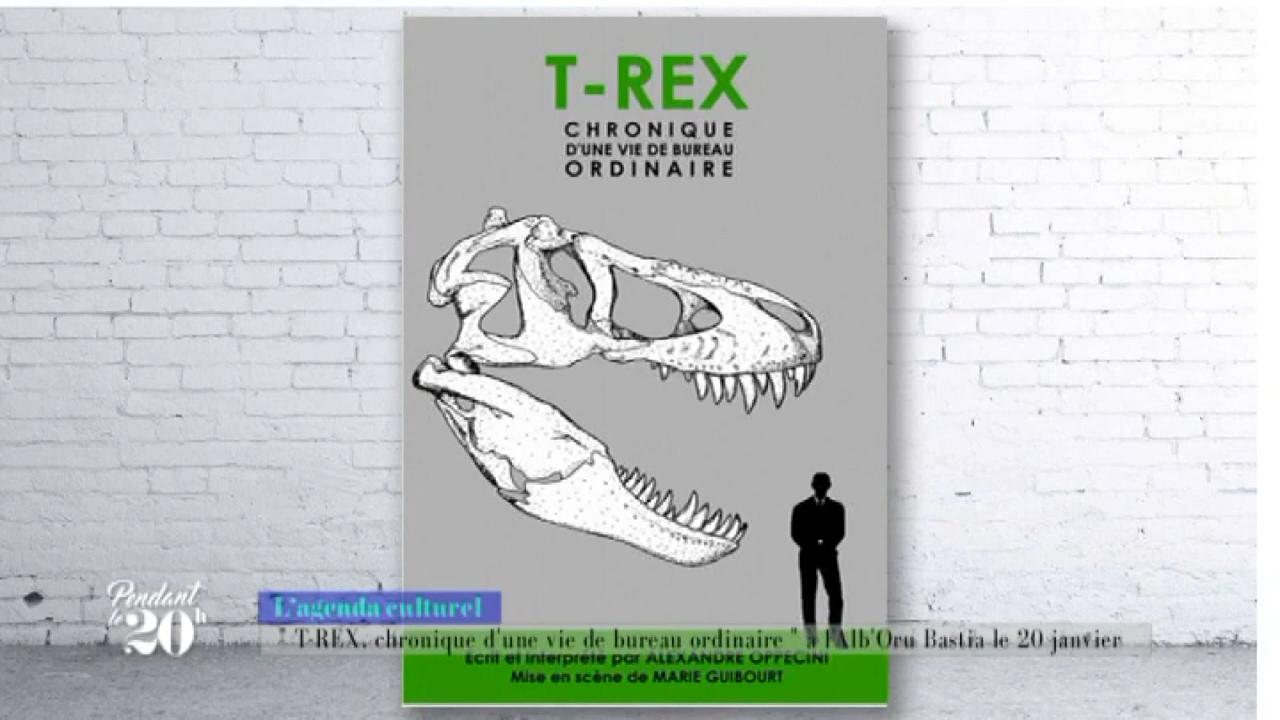 T-REX
CHRONIQUE
D'UNE VIE DE BUREAU
ORDINAIRE
Pendant
le 20h
L'agenda culturel
" T-REX, chronique d'une vie de bureau ordinaire " à l'Alb'Oru Bastia le 20 janvier
Écrit et interprété par ALEXANDRE OPPECINI
Mise en scène de MARIE GUIBOURT